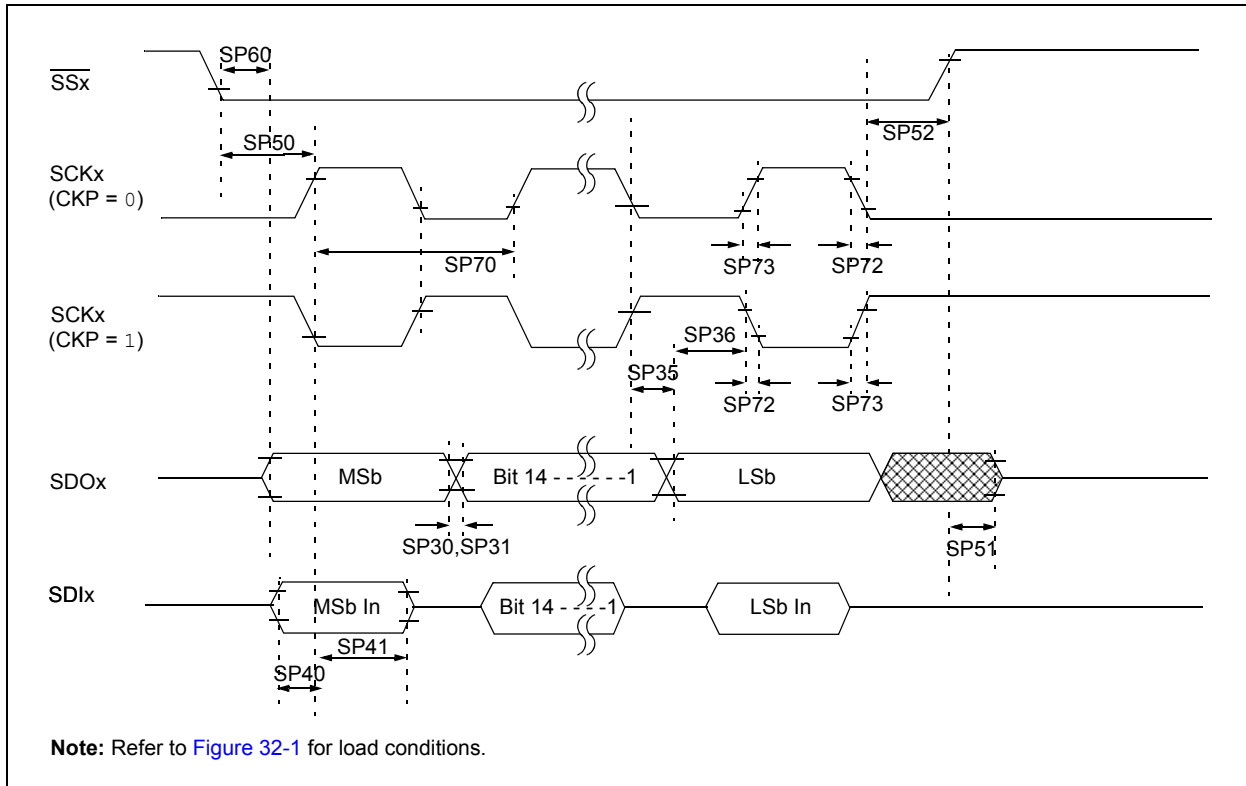 SP60
SSx
SP52
SP50
SCKx
(CKP = 0)
SP70
SP73
SP72
SCKx
(CKP = 1)
SP36
SP35
SP72
SP73
SDOx
MSb
Bit 14 - - - - - -1
LSb
SP30,SP31
SP51
SDIx
MSb In
Bit 14 - - - - -1
LSb In
SP41
SP40
Note: Refer to Figure 32-1 for load conditions.